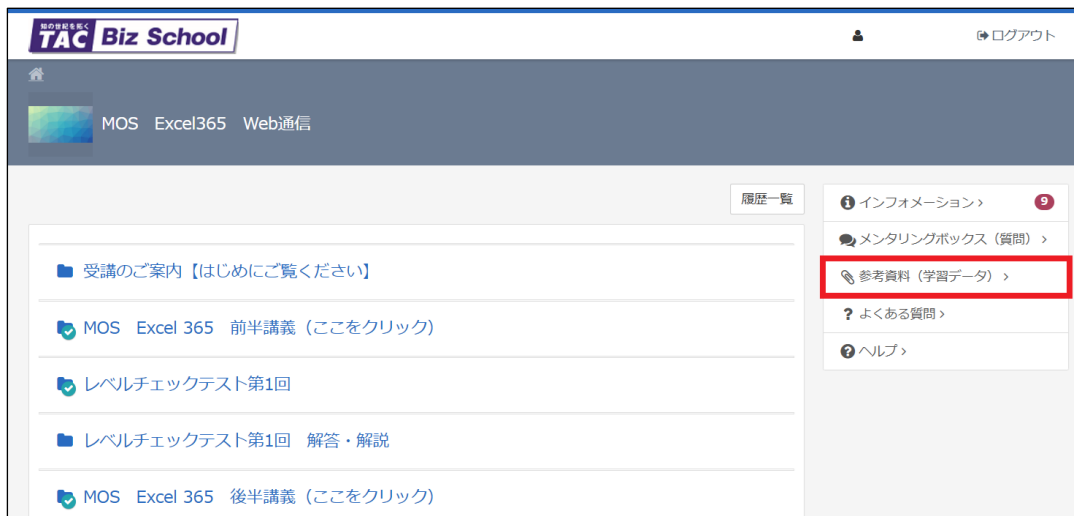 知の世紀を拓く
TAC Biz School
ログアウト
MOS　Excel365　Web通信
履歴一覧
受講のご案内【はじめにご覧ください】
MOS　Excel 365　前半講義（ここをクリック）
レベルチェックテスト第1回
レベルチェックテスト第1回　解答・解説
MOS　Excel 365　後半講義（ここをクリック）
インフォメーション› 9
メンタリングボックス（質問）›
参考資料（学習データ）›
? よくある質問›
ヘルプ›